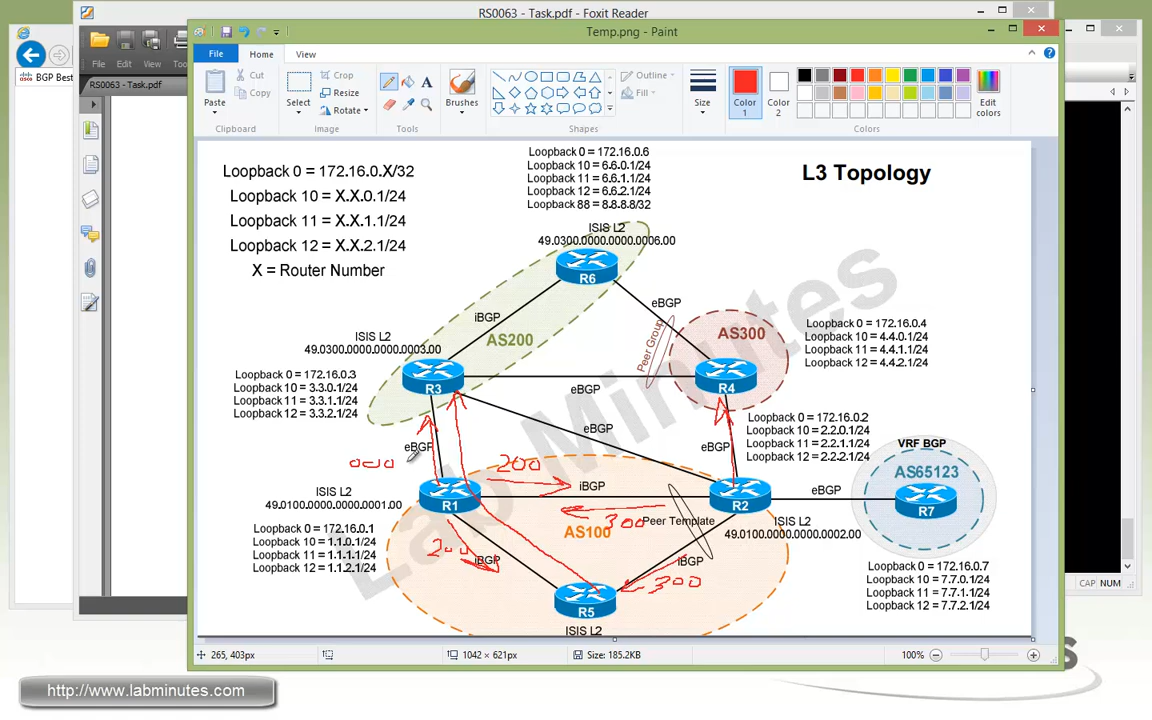 RS0063 - Task.pdf - Foxit Reader
Temp.png - Paint
File
Home
View
BGP Best
File
Edit
View
RS0063 - Task.pdf
Paste
Cut
Copy
Clipboard
Select
Crop
Resize
Rotate
Image
A
Tools
Brushes
Shapes
Outline
Fill
Size
Color
1
Color
2
Edit
colors
Colors
Loopback 0 = 172.16.0.X/32
Loopback 10 = X.X.0.1/24
Loopback 11 = X.X.1.1/24
Loopback 12 = X.X.2.1/24
X = Router Number
Loopback 0 = 172.16.0.6
Loopback 10 = 6.6.0.1/24
Loopback 11 = 6.6.1.1/24
Loopback 12 = 6.6.2.1/24
Loopback 88 = 8.8.8.8/32
L3 Topology
ISIS L2
49.0300.0000.0000.0006.00
R6
iBGP
eBGP
AS200
Peer Group
AS300
ISIS L2
49.0300.0000.0000.0003.00
Loopback 0 = 172.16.0.3
Loopback 10 = 3.3.0.1/24
Loopback 11 = 3.3.1.1/24
Loopback 12 = 3.3.2.1/24
R3
eBGP
R4
Loopback 0 = 172.16.0.4
Loopback 10 = 4.4.0.1/24
Loopback 11 = 4.4.1.1/24
Loopback 12 = 4.4.2.1/24
Loopback 0 = 172.16.0.2
Loopback 10 = 2.2.0.1/24
Loopback 11 = 2.2.1.1/24
Loopback 12 = 2.2.2.1/24
eBGP
eBGP
eBGP
VRF BGP
AS65123
200
ISIS L2
49.0100.0000.0000.0001.00
R1
iBGP
R2
eBGP
R7
300
Peer Template
AS100
ISIS L2
49.0100.0000.0000.0002.00
Loopback 0 = 172.16.0.1
Loopback 10 = 1.1.0.1/24
Loopback 11 = 1.1.1.1/24
Loopback 12 = 1.1.2.1/24
200
iBGP
iBGP
300
R5
ISIS L2
Loopback 0 = 172.16.0.7
Loopback 10 = 7.7.0.1/24
Loopback 11 = 7.7.1.1/24
Loopback 12 = 7.7.2.1/24
Lab Minutes
265, 403px
1042 × 621px
Size: 185.2KB
100%
CAP NUM
http://www.labminutes.com